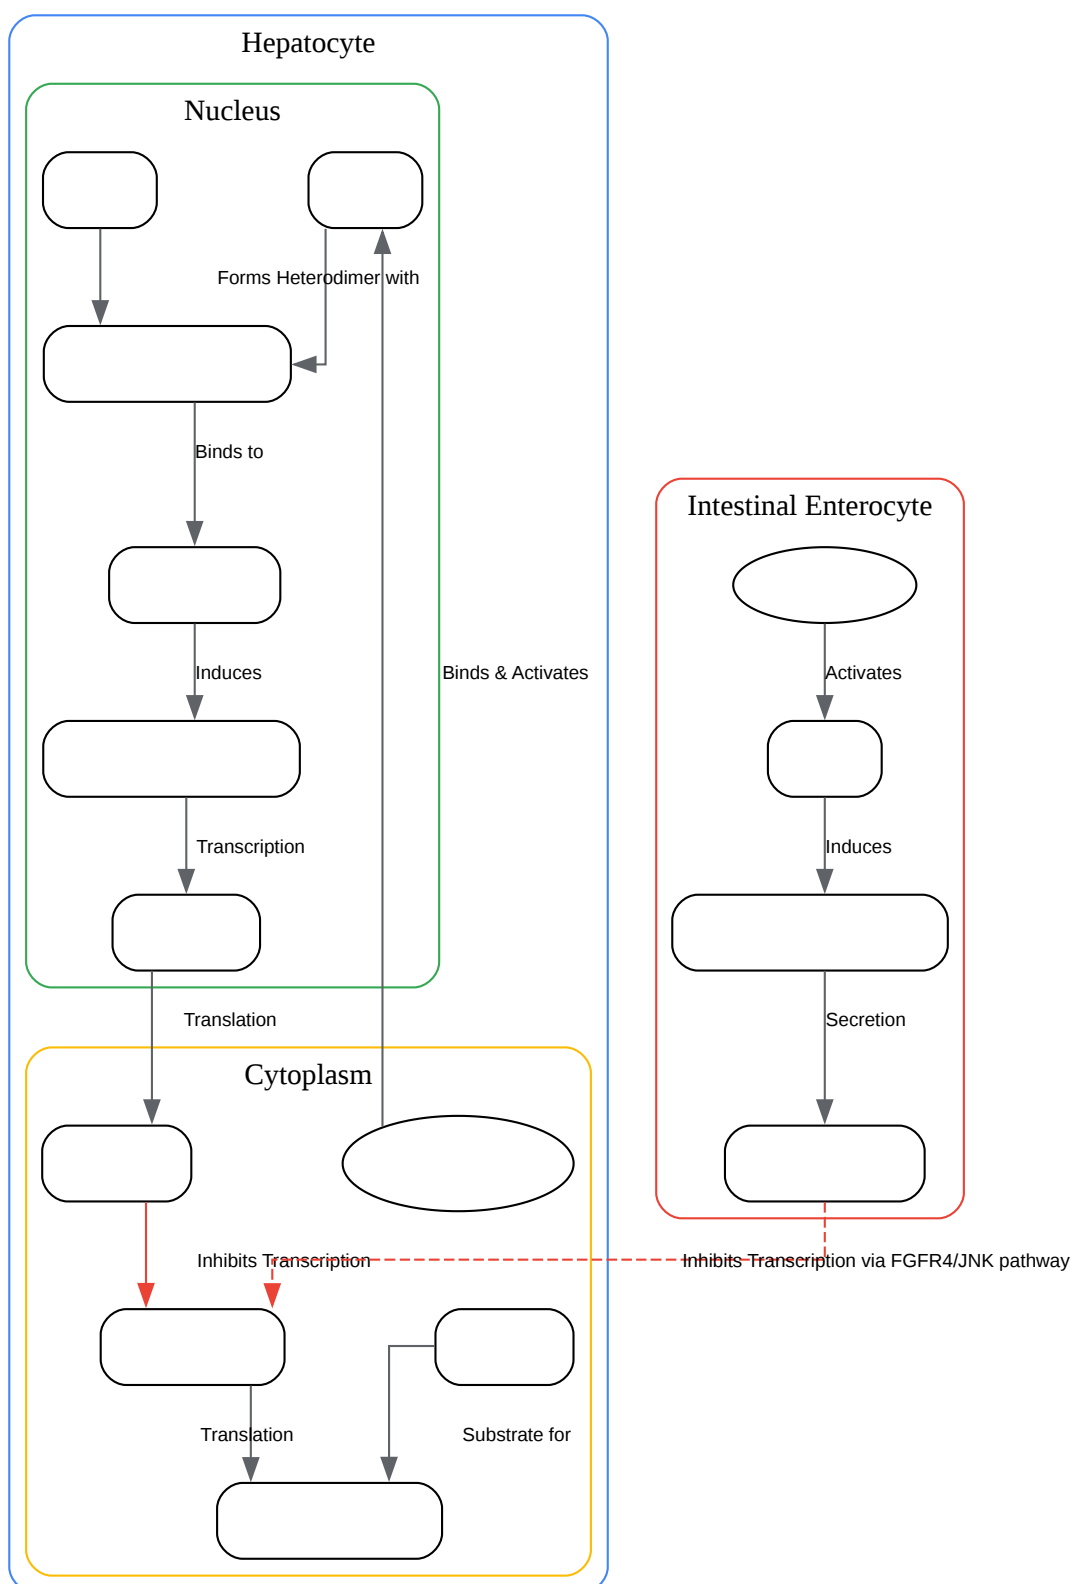 Hepatocyte
Nucleus
Forms Heterodimer with
Binds to
Intestinal Enterocyte
Induces
Binds & Activates
Activates
Transcription
Induces
Translation
Secretion
Cytoplasm
Inhibits Transcription
Inhibits Transcription via FGFR4/JNK pathway
Translation
Substrate for